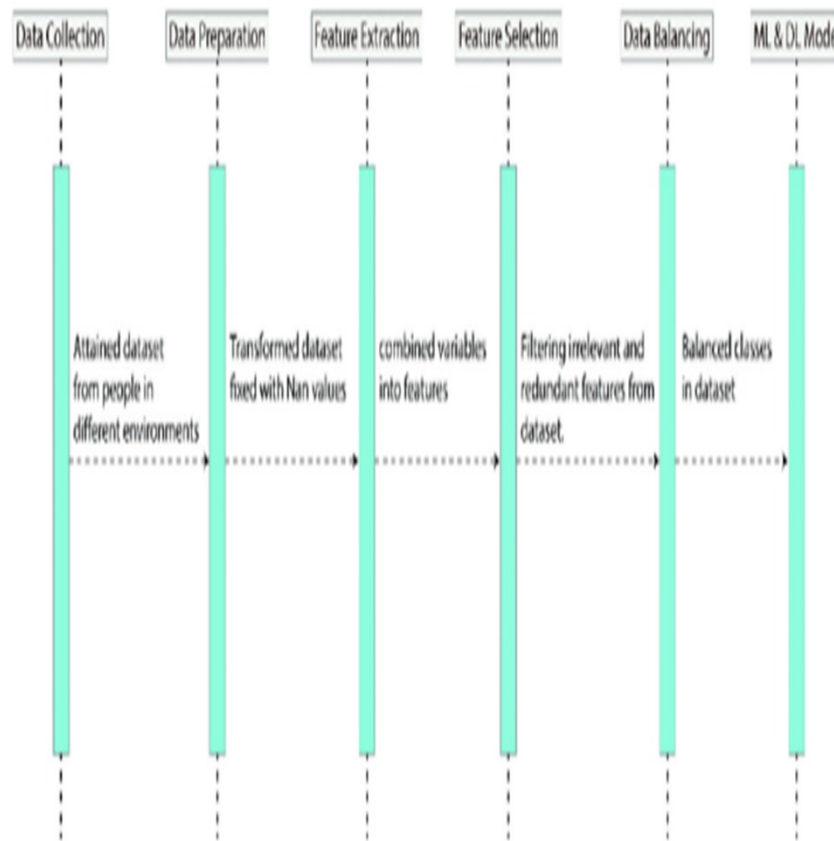 Data Collection
Data Preparation
Feature Extraction
Feature Selection
Data Balancing
ML & DL Mode
Attained dataset
from people in
different environments
Transformed dataset
fixed with Nan values
combined variables
into features
Filtering irrelevant and
redundant features from
dataset.
Balanced classes
in dataset